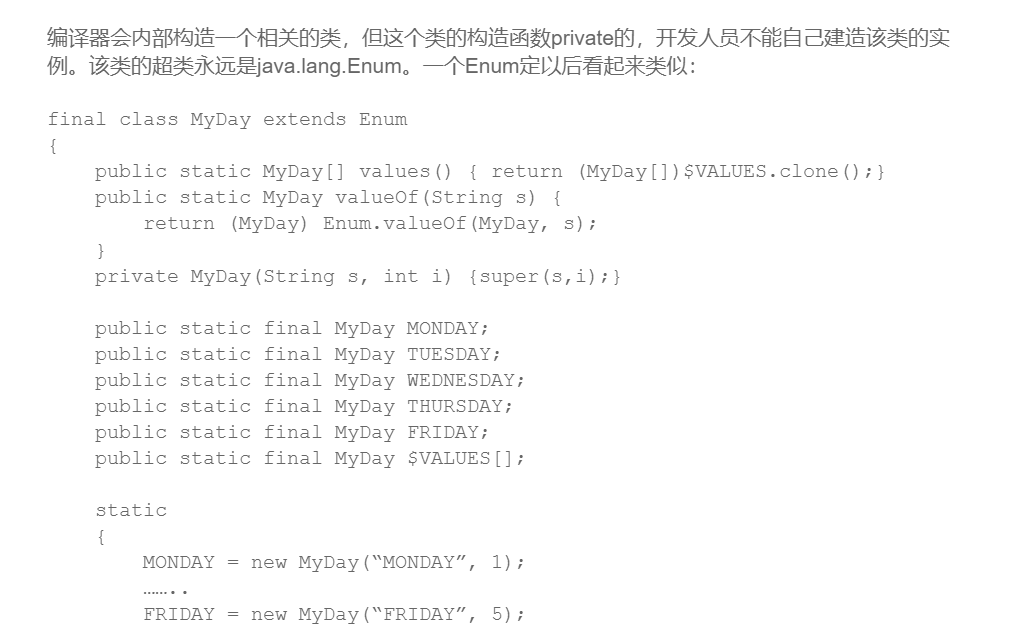 编译器会内部构造一个相关的类，但这个类的构造函数private的，开发人员不能自己建造该类的实
例。该类的超类永远是java.lang.Enum。一个Enum定以后看起来类似：
final class MyDay extends Enum
{
    public static MyDay[] values() { return (MyDay[])$VALUES.clone();}
    public static MyDay valueOf(String s) {
        return (MyDay) Enum.valueOf(MyDay, s);
    }
    private MyDay(String s, int i) {super(s,i);}
    public static final MyDay MONDAY;
    public static final MyDay TUESDAY;
    public static final MyDay WEDNESDAY;
    public static final MyDay THURSDAY;
    public static final MyDay FRIDAY;
    public static final MyDay $VALUES[];
    static
    {
        MONDAY = new MyDay(“MONDAY”, 1);
        ……..
        FRIDAY = new MyDay(“FRIDAY”, 5);